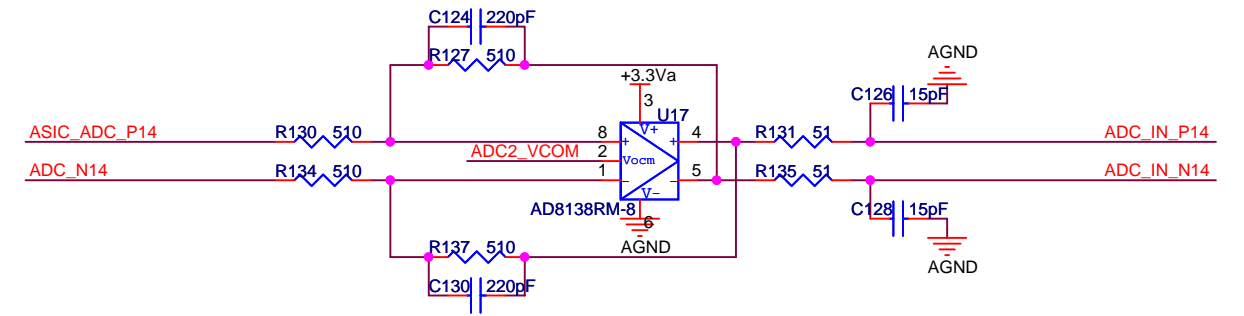 C124 220pF
R127 510
+3.3Va
3
U17
AGND
C126 15pF
ASIC_ADC_P14
R130 510
8
+
V+
+
4
R131 51
ADC_IN_P14
ADC2_VCOM
2
Vocm
ADC_N14
R134 510
1
-
V-
-
5
R135 51
ADC_IN_N14
AD8138RM-8
6
AGND
C128 15pF
AGND
R137 510
C130 220pF